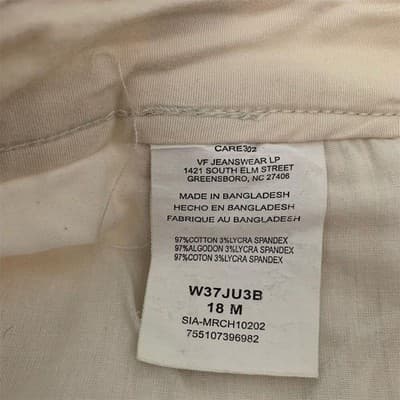 CARE302
VF JEANSWEAR LP
1421 SOUTH ELM STREET
GREENSBORO, NC 27406
MADE IN BANGLADESH
HECHO EN BANGLADESH
FABRIQUE AU BANGLADESH
97%COTTON 3%LYCRA SPANDEX
97%ALGODON 3%LYCRA SPANDEX
97%COTON 3%LYCRA SPANDEX
W37JU3B
18 M
SIA-MRCH10202
755107396982